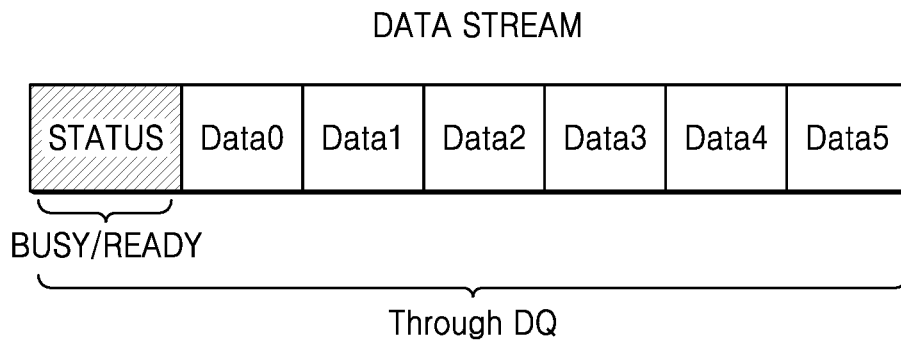 DATA STREAM
STATUS Data0 Data1 Data2 Data3 Data4 Data5
BUSY/READY
Through DQ